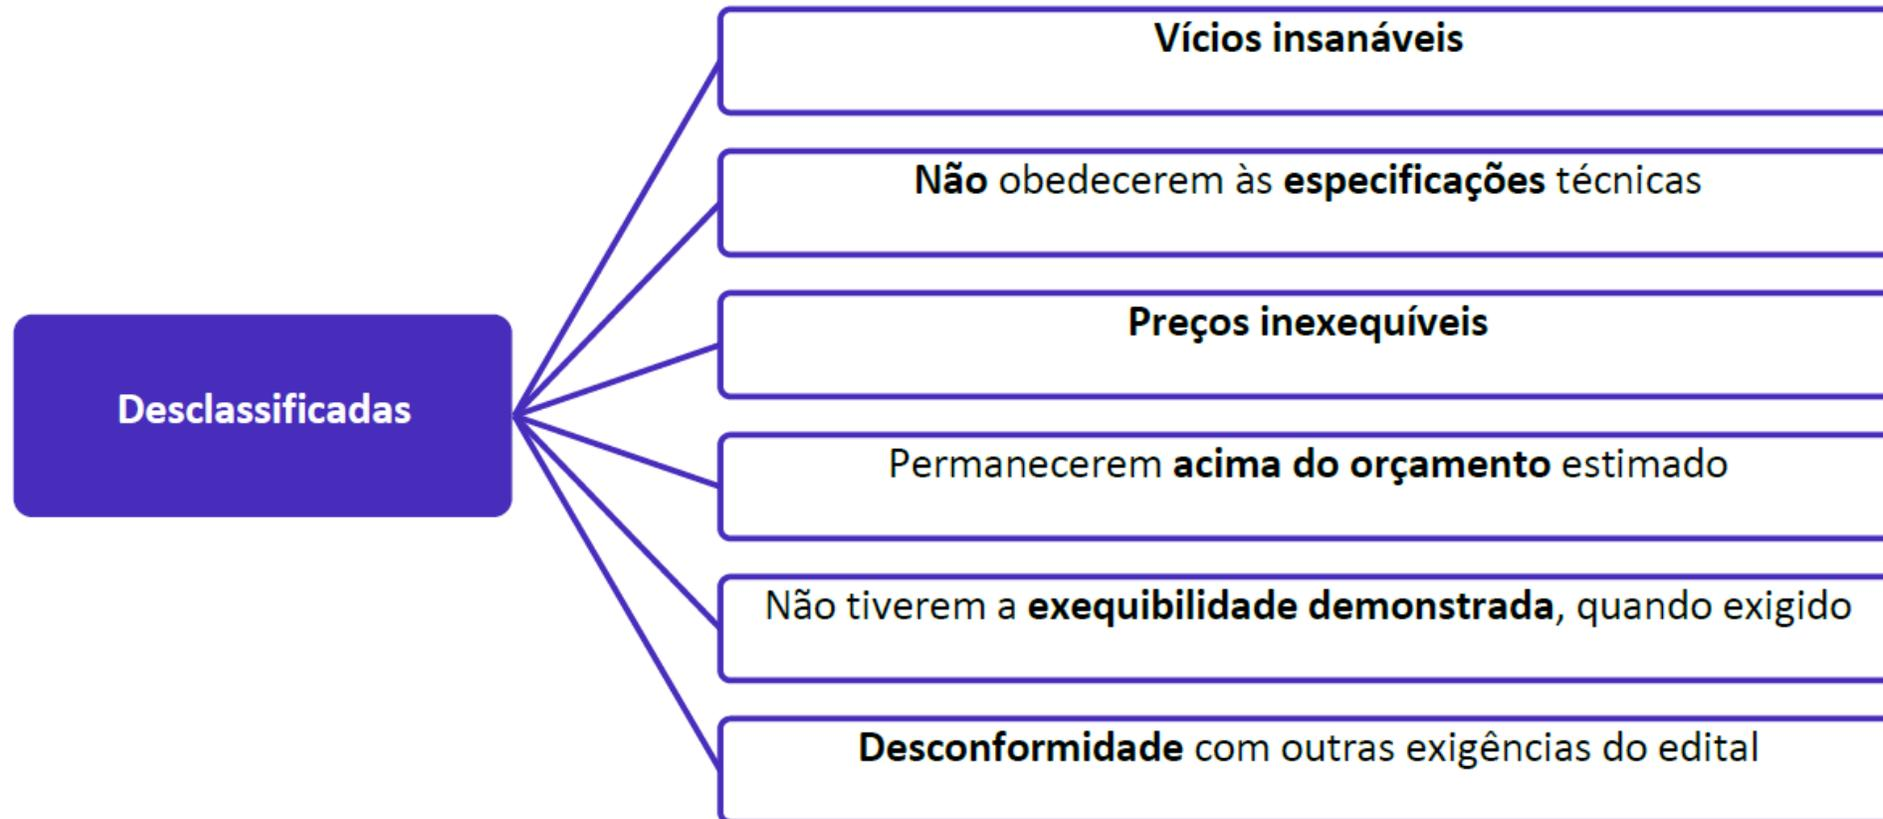 Vícios insanáveis
Não obedecerem às especificações técnicas
Preços inexequíveis
Desclassificadas
Permanecerem acima do orçamento estimado
Não tiverem a exequibilidade demonstrada, quando exigido
Desconformidade com outras exigências do edital